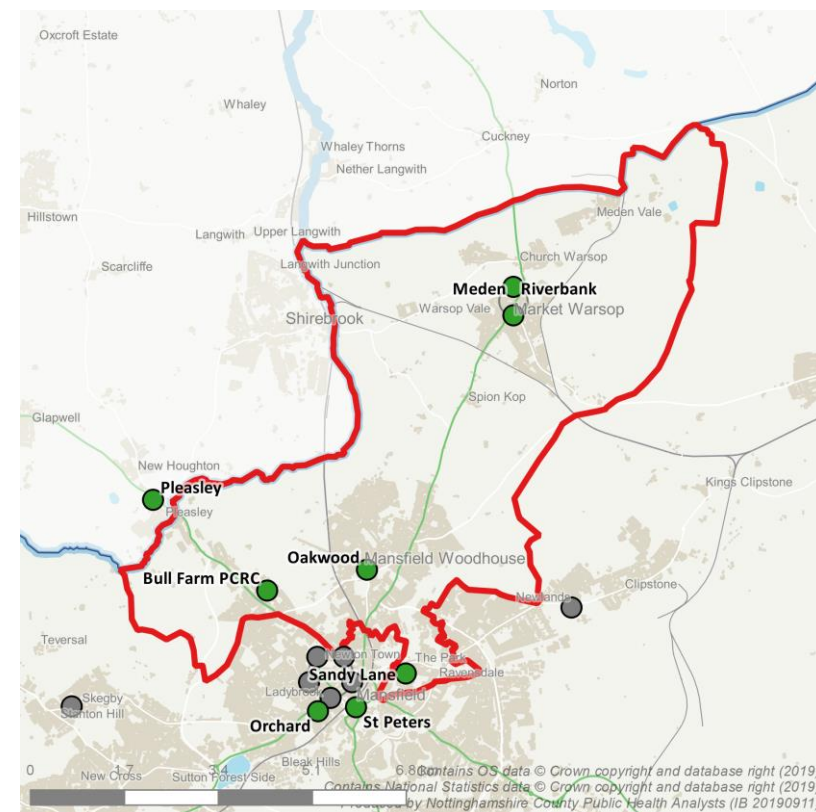 Oxcroft Estate
Norton
Whaley
Cuckney
Whaley Thorns
Nether Langwith
Hillstown
Meden Vale
Langwith
Upper Langwith
Church Warsop
Scarcliffe
Langwith Junction
Meden
Riverbank
Warsop Vale
Market Warsop
Shirebrook
Spion Kop
Glapwell
New Houghton
Kings Clipstone
Pleasley
Pleasley
Oakwood
Mansfield Woodhouse
Bull Farm PCRC
Clipstone
Newlands
Teversal
The Park
Sandy Lane
Ravensdale
Ladybrook
Mansfield
Skegby
Stanton Hill
Orchard
St Peters
Bleak Hills
0 1.7 3.4 5.1
New Cross
Sutton Forest Side
Contains OS data © Crown copyright and database right (2019)
Contains National Statistics data © Crown copyright and database right (2019
by Nottinghamshire County Public Health Analysts (IB 20190911)